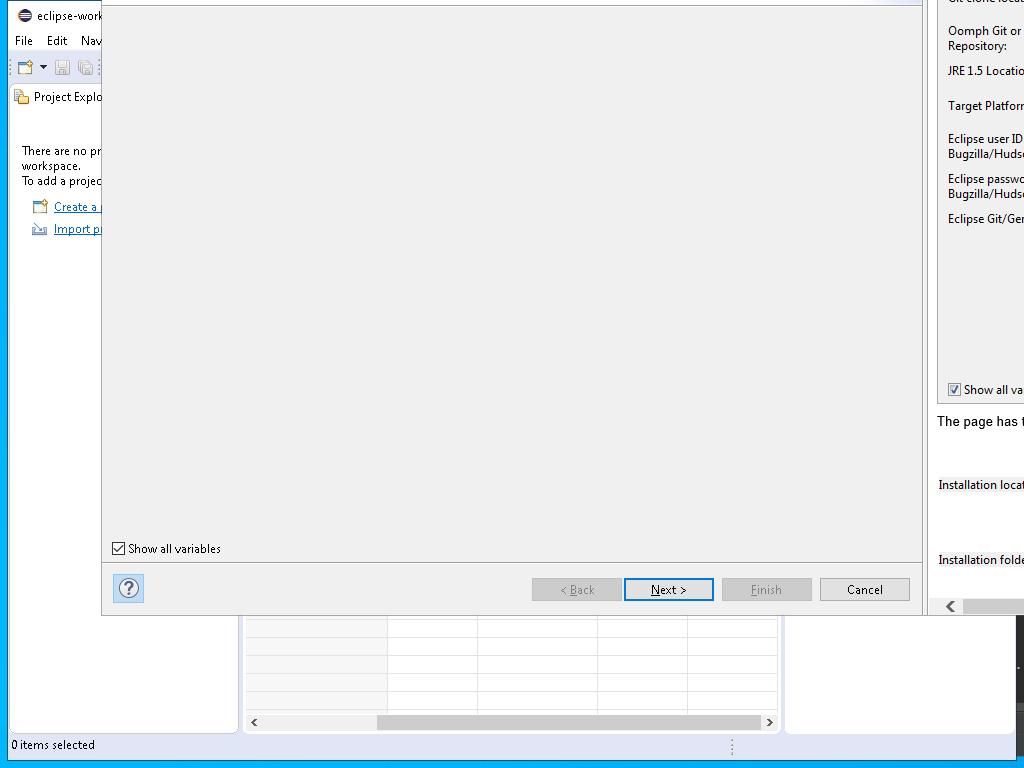 eclipse-work
File Edit Nav
Project Explo
There are no pr
workspace.
To add a projec
Create a
Import pr
Show all variables
?
< Back
Next >
Finish
Cancel
Oomph Git or
Repository:
JRE 1.5 Locatio
Target Platform
Eclipse user ID
Bugzilla/Hudso
Eclipse passwo
Bugzilla/Hudso
Eclipse Git/Ger
Show all va
The page has t
Installation locat
Installation folde
0 items selected